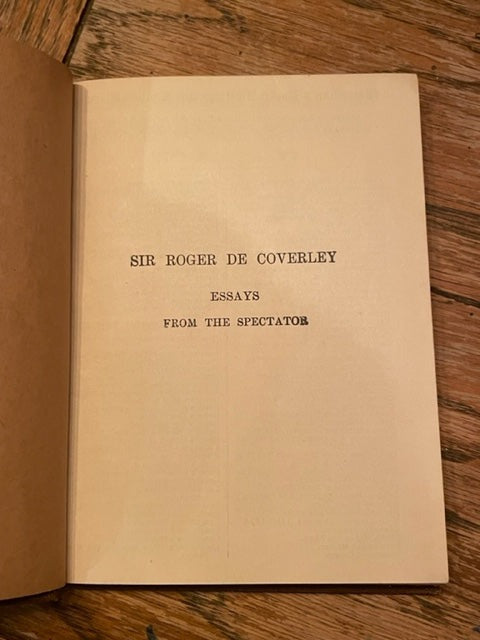 SIR ROGER DE COVERLEY
ESSAYS
FROM THE SPECTATOR